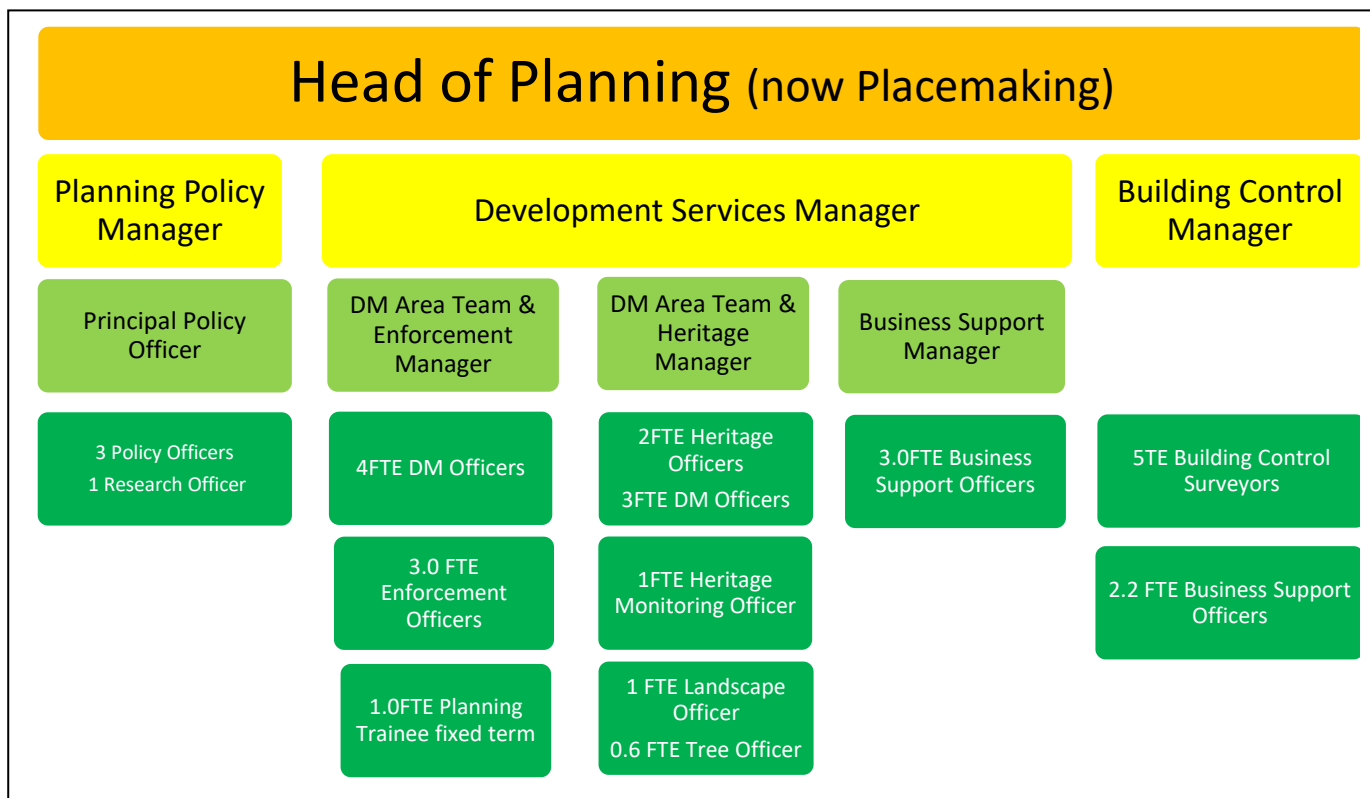 Head of Planning (now Placemaking)
Planning Policy
Manager
Development Services Manager
Building Control
Manager
Principal Policy
Officer
DM Area Team &
Enforcement
Manager
DM Area Team &
Heritage
Manager
Business Support
Manager
3 Policy Officers
1 Research Officer
4FTE DM Officers
2FTE Heritage
Officers
3FTE DM Officers
3.0FTE Business
Support Officers
5TE Building Control
Surveyors
3.0 FTE
Enforcement
Officers
1FTE Heritage
Monitoring Officer
2.2 FTE Business Support
Officers
1.0FTE Planning
Trainee fixed term
1 FTE Landscape
Officer
0.6 FTE Tree Officer